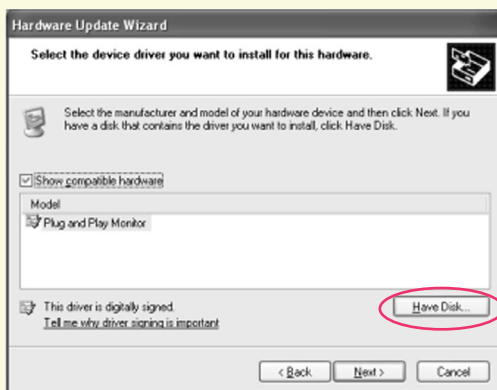 Hardware Update Wizard
Select the device driver you want to install for this hardware.
Select the manufacturer and model of your hardware device and then click Next. If you
have a disk that contains the driver you want to install, click Have Disk.
Show compatible hardware
Model
Plug and Play Monitor
This driver is digitally signed.
Have Disk...
Tell me why driver signing is important
< Back
Next >
Cancel